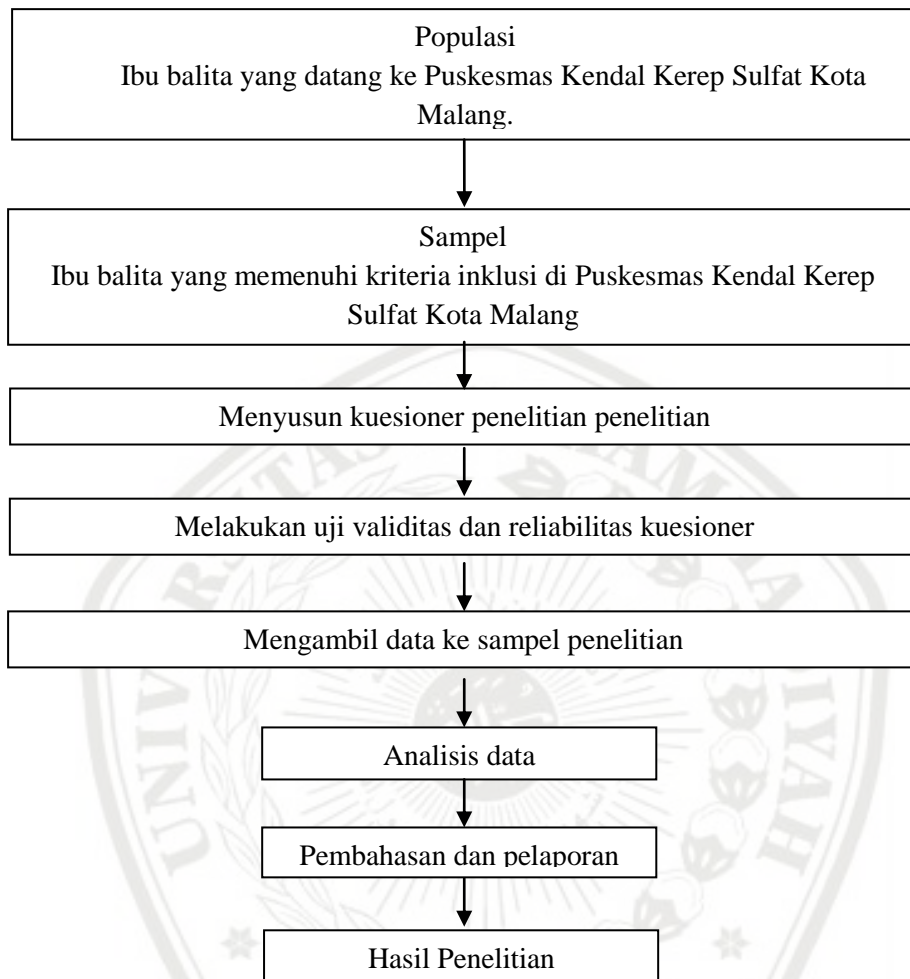 Populasi
Ibu balita yang datang ke Puskesmas Kendal Kerep Sulfat Kota
Malang.
Sampel
Ibu balita yang memenuhi kriteria inklusi di Puskesmas Kendal Kerep
Sulfat Kota Malang
Menyusun kuesioner penelitian penelitian
Melakukan uji validitas dan reliabilitas kuesioner
Mengambil data ke sampel penelitian
Analisis data
Pembahasan dan pelaporan
Hasil Penelitian